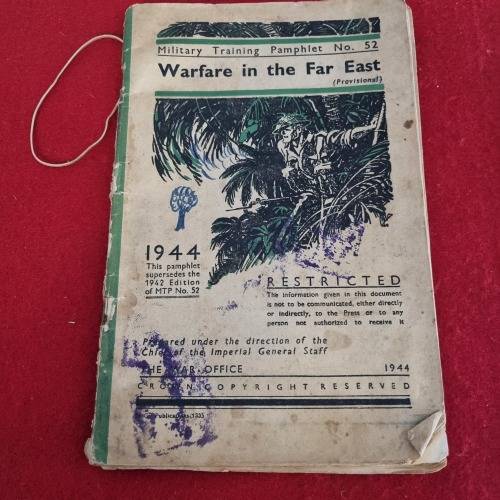 Military Training Pamphlet No. 52
Warfare in the Far East
(Provisional)
1944
This pamphlet
supersedes the
1942 Edition
of MTP No. 52
RESTRICTED
The information given in this document
is not to be communicated, either directly
or indirectly, to the Press or to any
person not authorized to receive it
Prepared under the direction of the
Chief of the Imperial General Staff
THE WAR OFFICE 1944
CROWN COPYRIGHT RESERVED
Publications